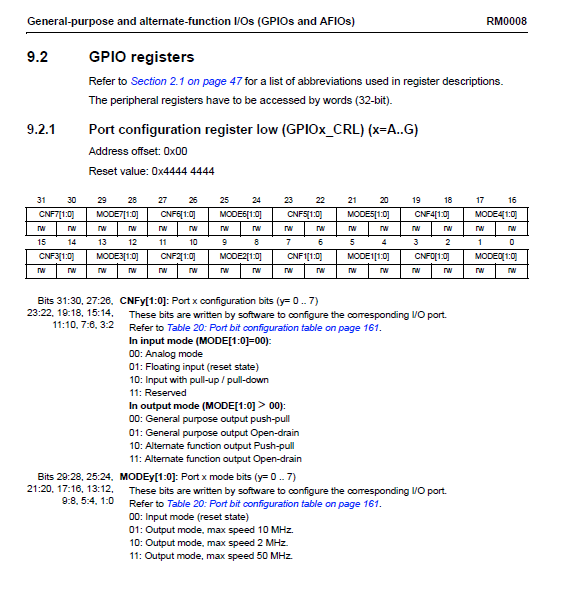 General-purpose and alternate-function I/Os (GPIOs and AFIOs) RM0008
9.2 GPIO registers
Refer to Section 2.1 on page 47 for a list of abbreviations used in register descriptions.
The peripheral registers have to be accessed by words (32-bit).
9.2.1 Port configuration register low (GPIOx_CRL) (x=A..G)
Address offset: 0x00
Reset value: 0x4444 4444
31 30 29 28 27 26 25 24 23 22 21 20 19 18 17 16
CNF7[1:0] MODE7[1:0] CNF6[1:0] MODE6[1:0] CNF5[1:0] MODE5[1:0] CNF4[1:0] MODE4[1:0]
rw rw rw rw rw rw rw rw rw rw rw rw rw rw rw rw
15 14 13 12 11 10 9 8 7 6 5 4 3 2 1 0
CNF3[1:0] MODE3[1:0] CNF2[1:0] MODE2[1:0] CNF1[1:0] MODE1[1:0] CNF0[1:0] MODE0[1:0]
rw rw rw rw rw rw rw rw rw rw rw rw rw rw rw rw
Bits 31:30, 27:26, CNFy[1:0]: Port x configuration bits (y= 0 .. 7)
23:22, 19:18, 15:14, These bits are written by software to configure the corresponding I/O port.
11:10, 7:6, 3:2 Refer to Table 20: Port bit configuration table on page 161.
In input mode (MODE[1:0]=00):
00: Analog mode
01: Floating input (reset state)
10: Input with pull-up / pull-down
11: Reserved
In output mode (MODE[1:0] > 00):
00: General purpose output push-pull
01: General purpose output Open-drain
10: Alternate function output Push-pull
11: Alternate function output Open-drain
Bits 29:28, 25:24, MODEy[1:0]: Port x mode bits (y= 0 .. 7)
21:20, 17:16, 13:12, These bits are written by software to configure the corresponding I/O port.
9:8, 5:4, 1:0 Refer to Table 20: Port bit configuration table on page 161.
00: Input mode (reset state)
01: Output mode, max speed 10 MHz.
10: Output mode, max speed 2 MHz.
11: Output mode, max speed 50 MHz.